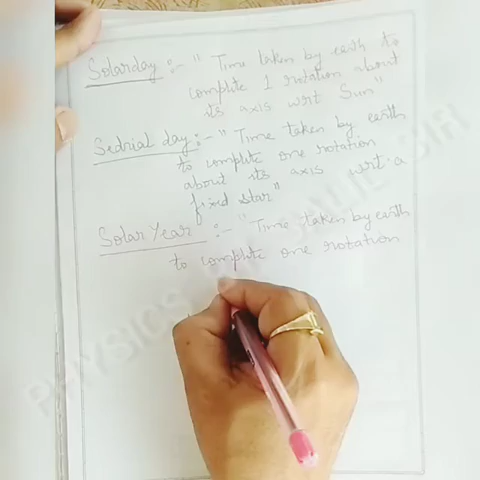 Solarday :- " Time taken by earth to
complete 1 rotation about
its axis wrt Sun"
Sedrial day :- " Time taken by earth
to complete one rotation
about its axis wrt a
fixed star"
Solar Year :- "Time taken by earth
to complete one rotation